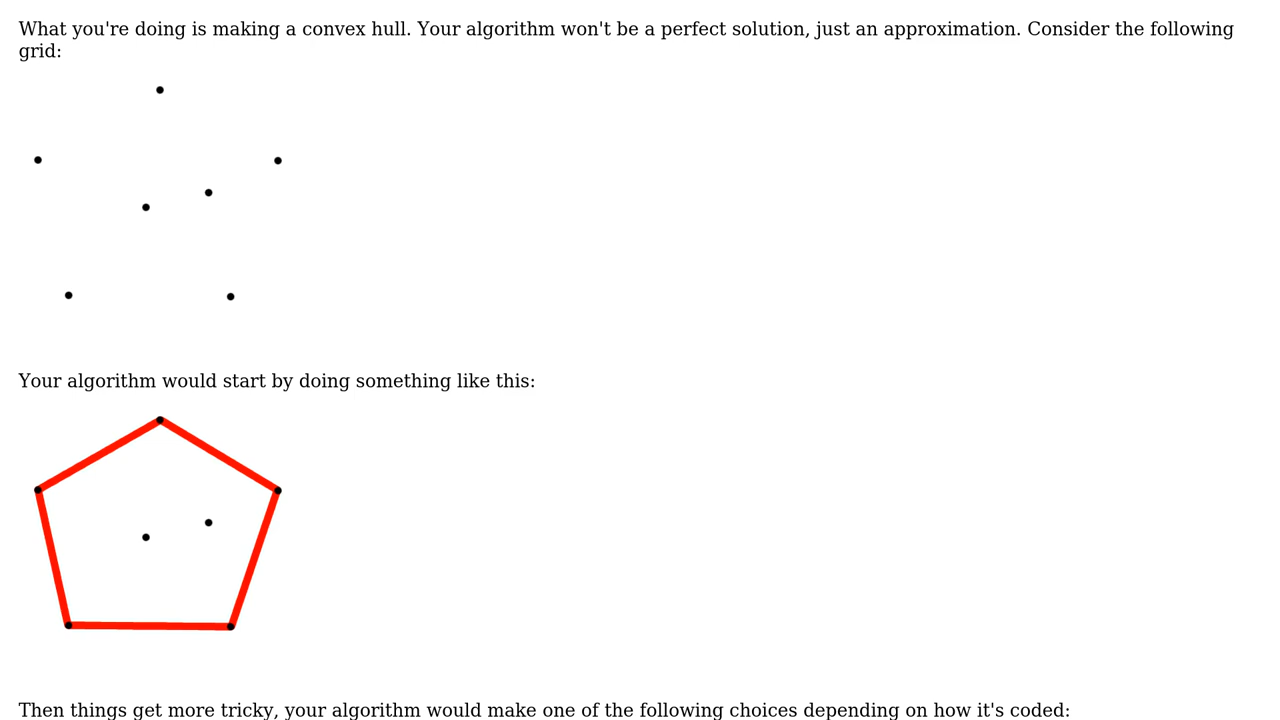 What you're doing is making a convex hull. Your algorithm won't be a perfect solution, just an approximation. Consider the following
grid:
Your algorithm would start by doing something like this:
Then things get more tricky, your algorithm would make one of the following choices depending on how it's coded: